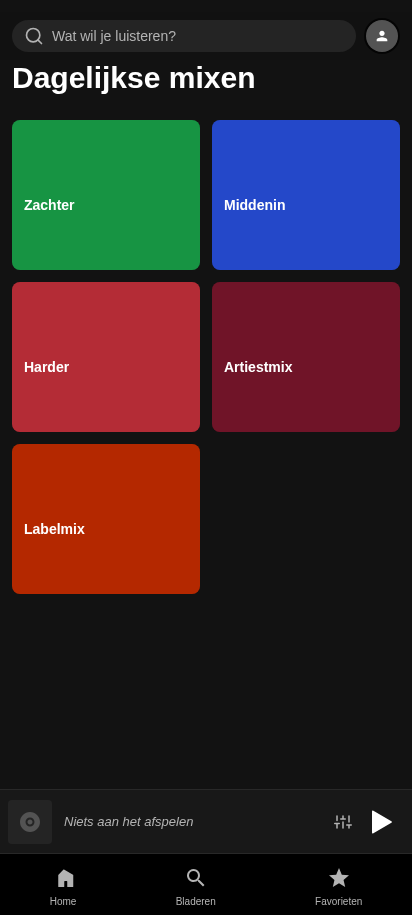 Wat wil je luisteren?
Dagelijkse mixen
Zachter
Middenin
Harder
Artiestmix
Labelmix
Niets aan het afspelen
Home
Bladeren
Favorieten